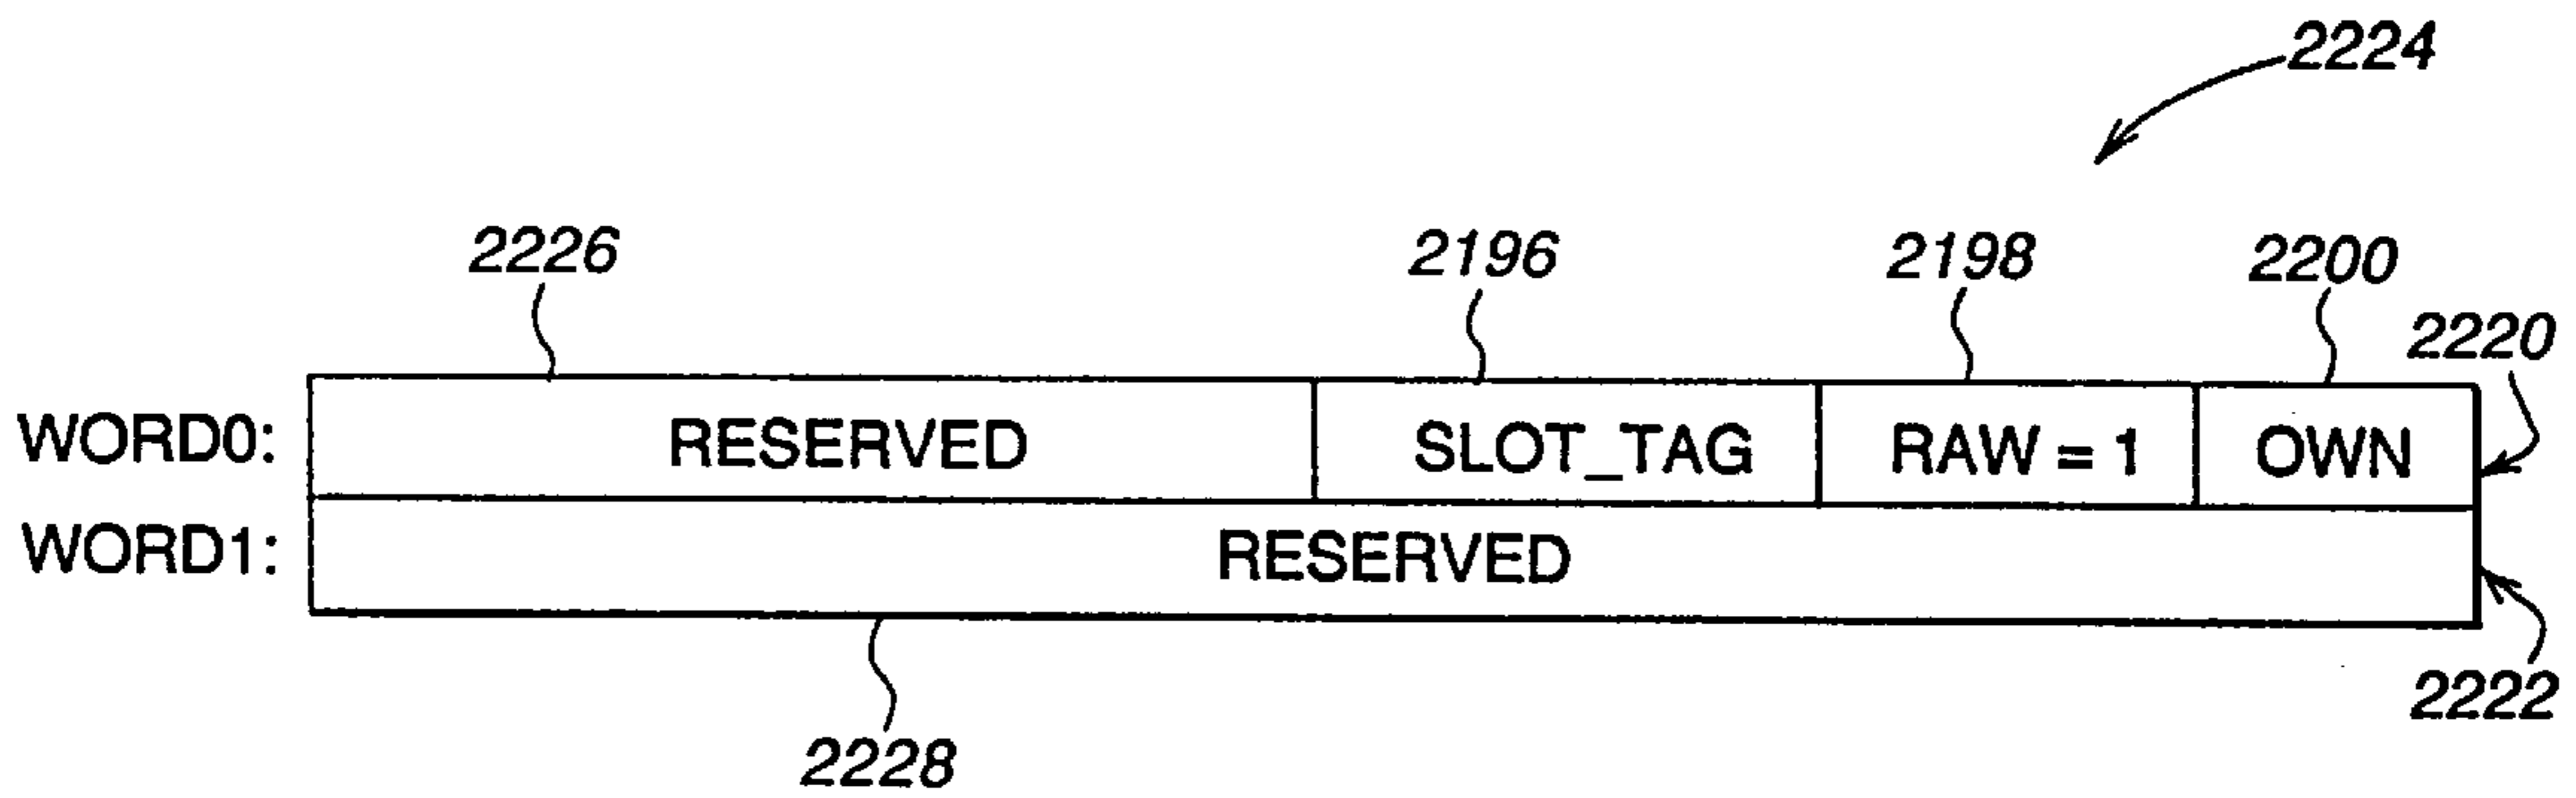 2224
2226 2196 2198 2200
2220
WORD0: RESERVED SLOT_TAG RAW = 1 OWN
WORD1: RESERVED
2222
2228